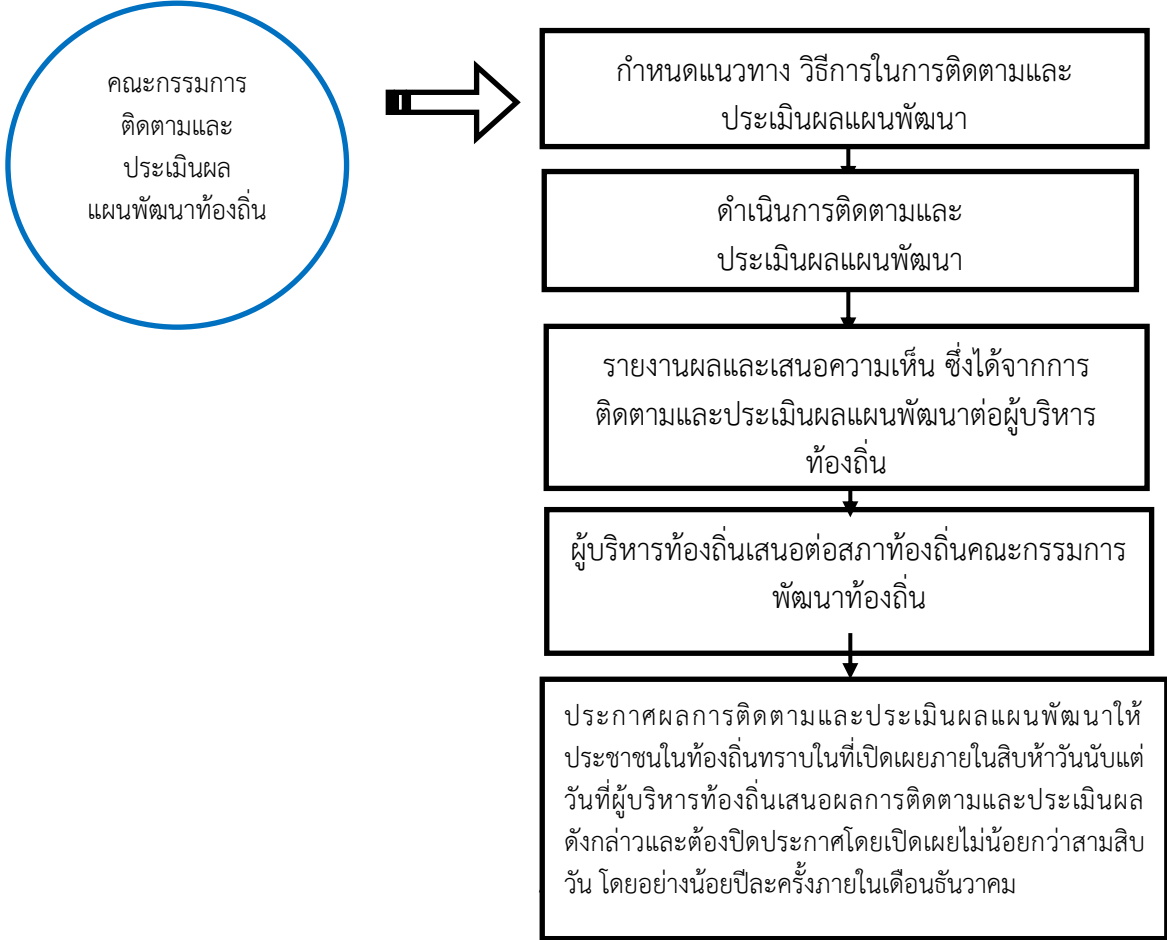 คณะกรรมการ
ติดตามและ
ประเมินผล
แผนพัฒนาท้องถิ่น
กำหนดแนวทาง วิธีการในการติดตามและ
ประเมินผลแผนพัฒนา
ดำเนินการติดตามและ
ประเมินผลแผนพัฒนา
รายงานผลและเสนอความเห็น ซึ่งได้จากการ
ติดตามและประเมินผลแผนพัฒนาต่อผู้บริหาร
ท้องถิ่น
ผู้บริหารท้องถิ่นเสนอต่อสภาท้องถิ่นคณะกรรมการ
พัฒนาท้องถิ่น
ประกาศผลการติดตามและประเมินผลแผนพัฒนาให้
ประชาชนในท้องถิ่นทราบในที่เปิดเผยภายในสิบห้าวันนับแต่
วันที่ผู้บริหารท้องถิ่นเสนอผลการติดตามและประเมินผล
ดังกล่าวและต้องปิดประกาศโดยเปิดเผยไม่น้อยกว่าสามสิบ
วัน โดยอย่างน้อยปีละครั้งภายในเดือนธันวาคม